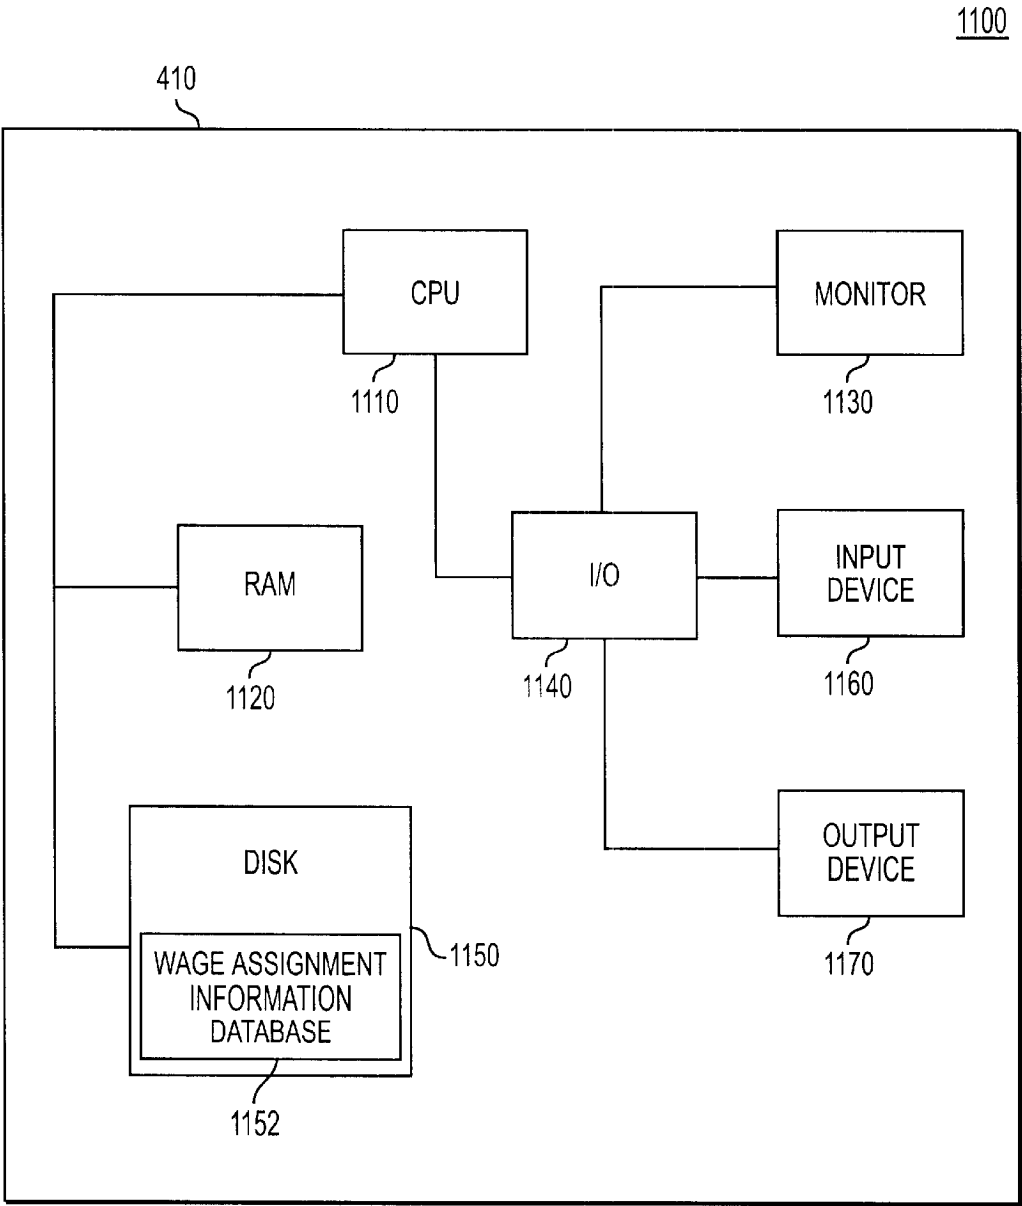 1100
410
CPU
1110
MONITOR
1130
RAM
1120
I/O
1140
INPUT
DEVICE
1160
DISK
1150
WAGE ASSIGNMENT
INFORMATION
DATABASE
1152
OUTPUT
DEVICE
1170